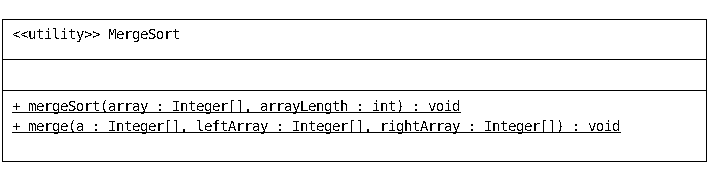 <<utility>> MergeSort
+ mergeSort(array : Integer[], arrayLength : int) : void
+ merge(a : Integer[], leftArray : Integer[], rightArray : Integer[]) : void